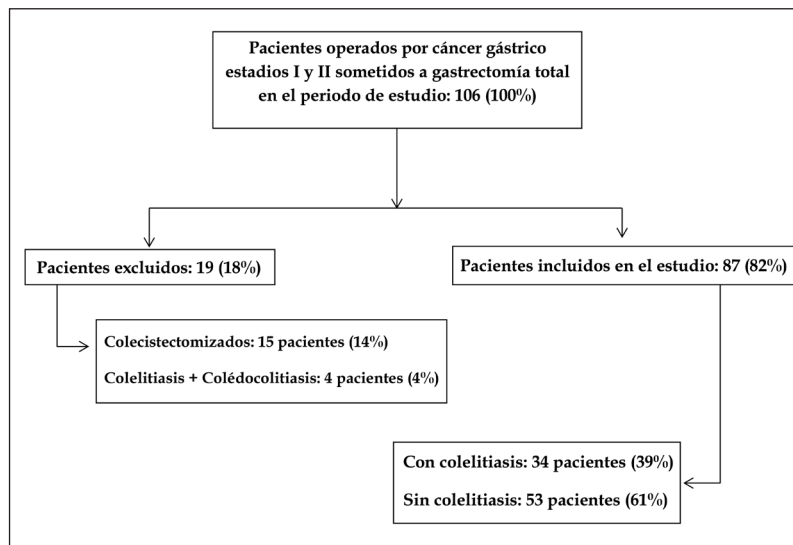 Pacientes operados por cáncer gástrico
estadios I y II sometidos a gastrectomía total
en el periodo de estudio: 106 (100%)
Pacientes excluidos: 19 (18%)
Pacientes incluidos en el estudio: 87 (82%)
Colecistectomizados: 15 pacientes (14%)
Colelitiasis + Colédocolitiasis: 4 pacientes (4%)
Con colelitiasis: 34 pacientes (39%)
Sin colelitiasis: 53 pacientes (61%)